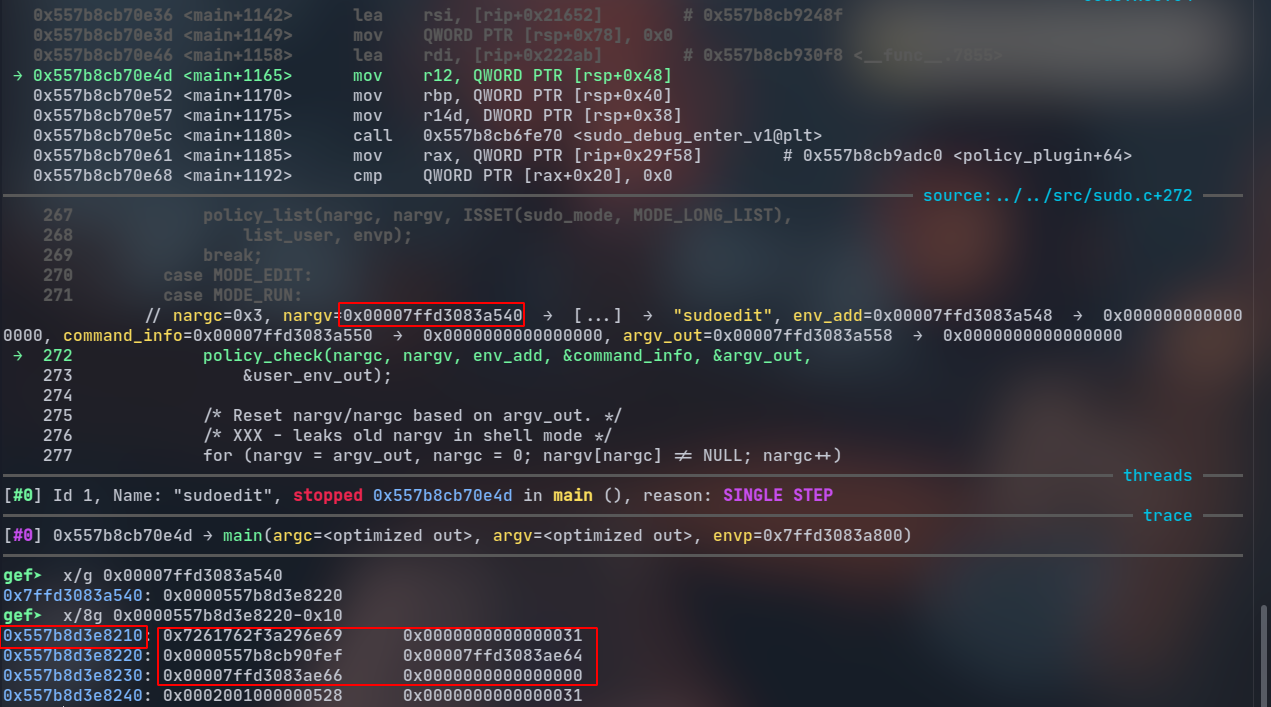 0x557b8cb70e36 <main+1142> lea rsi, [rip+0x21652] # 0x557b8cb9248f
0x557b8cb70e3d <main+1149> mov QWORD PTR [rsp+0x78], 0x0
0x557b8cb70e46 <main+1158> lea rdi, [rip+0x222ab] # 0x557b8cb930f8 <__func__.7855>
→ 0x557b8cb70e4d <main+1165> mov r12, QWORD PTR [rsp+0x48]
0x557b8cb70e52 <main+1170> mov rbp, QWORD PTR [rsp+0x40]
0x557b8cb70e57 <main+1175> mov r14d, DWORD PTR [rsp+0x38]
0x557b8cb70e5c <main+1180> call 0x557b8cb6fe70 <sudo_debug_enter_v1@plt>
0x557b8cb70e61 <main+1185> mov rax, QWORD PTR [rip+0x29f58] # 0x557b8cb9adc0 <policy_plugin+64>
0x557b8cb70e68 <main+1192> cmp QWORD PTR [rax+0x20], 0x0
source:../../src/sudo.c+272
267 policy_list(nargc, nargv, ISSET(sudo_mode, MODE_LONG_LIST),
268 list_user, envp);
269 break;
270 case MODE_EDIT:
271 case MODE_RUN:
// nargc=0x3, nargv=0x00007ffd3083a540 → [...] → "sudoedit", env_add=0x00007ffd3083a548 → 0x000000000000
0000, command_info=0x00007ffd3083a550 → 0x0000000000000000, argv_out=0x00007ffd3083a558 → 0x0000000000000000
→ 272 policy_check(nargc, nargv, env_add, &command_info, &argv_out,
273 &user_env_out);
274
275 /* Reset nargv/nargc based on argv_out. */
276 /* XXX - leaks old nargv in shell mode */
277 for (nargv = argv_out, nargc = 0; nargv[nargc] != NULL; nargc++)
threads
[#0] Id 1, Name: "sudoedit", stopped 0x557b8cb70e4d in main (), reason: SINGLE STEP
trace
[#0] 0x557b8cb70e4d → main(argc=<optimized out>, argv=<optimized out>, envp=0x7ffd3083a800)
gef➤ x/g 0x00007ffd3083a540
0x7ffd3083a540: 0x0000557b8d3e8220
gef➤ x/8g 0x0000557b8d3e8220-0x10
0x557b8d3e8210: 0x7261762f3a296e69 0x0000000000000031
0x557b8d3e8220: 0x0000557b8cb90fef 0x00007ffd3083ae64
0x557b8d3e8230: 0x00007ffd3083ae66 0x0000000000000000
0x557b8d3e8240: 0x0002001000000528 0x0000000000000031